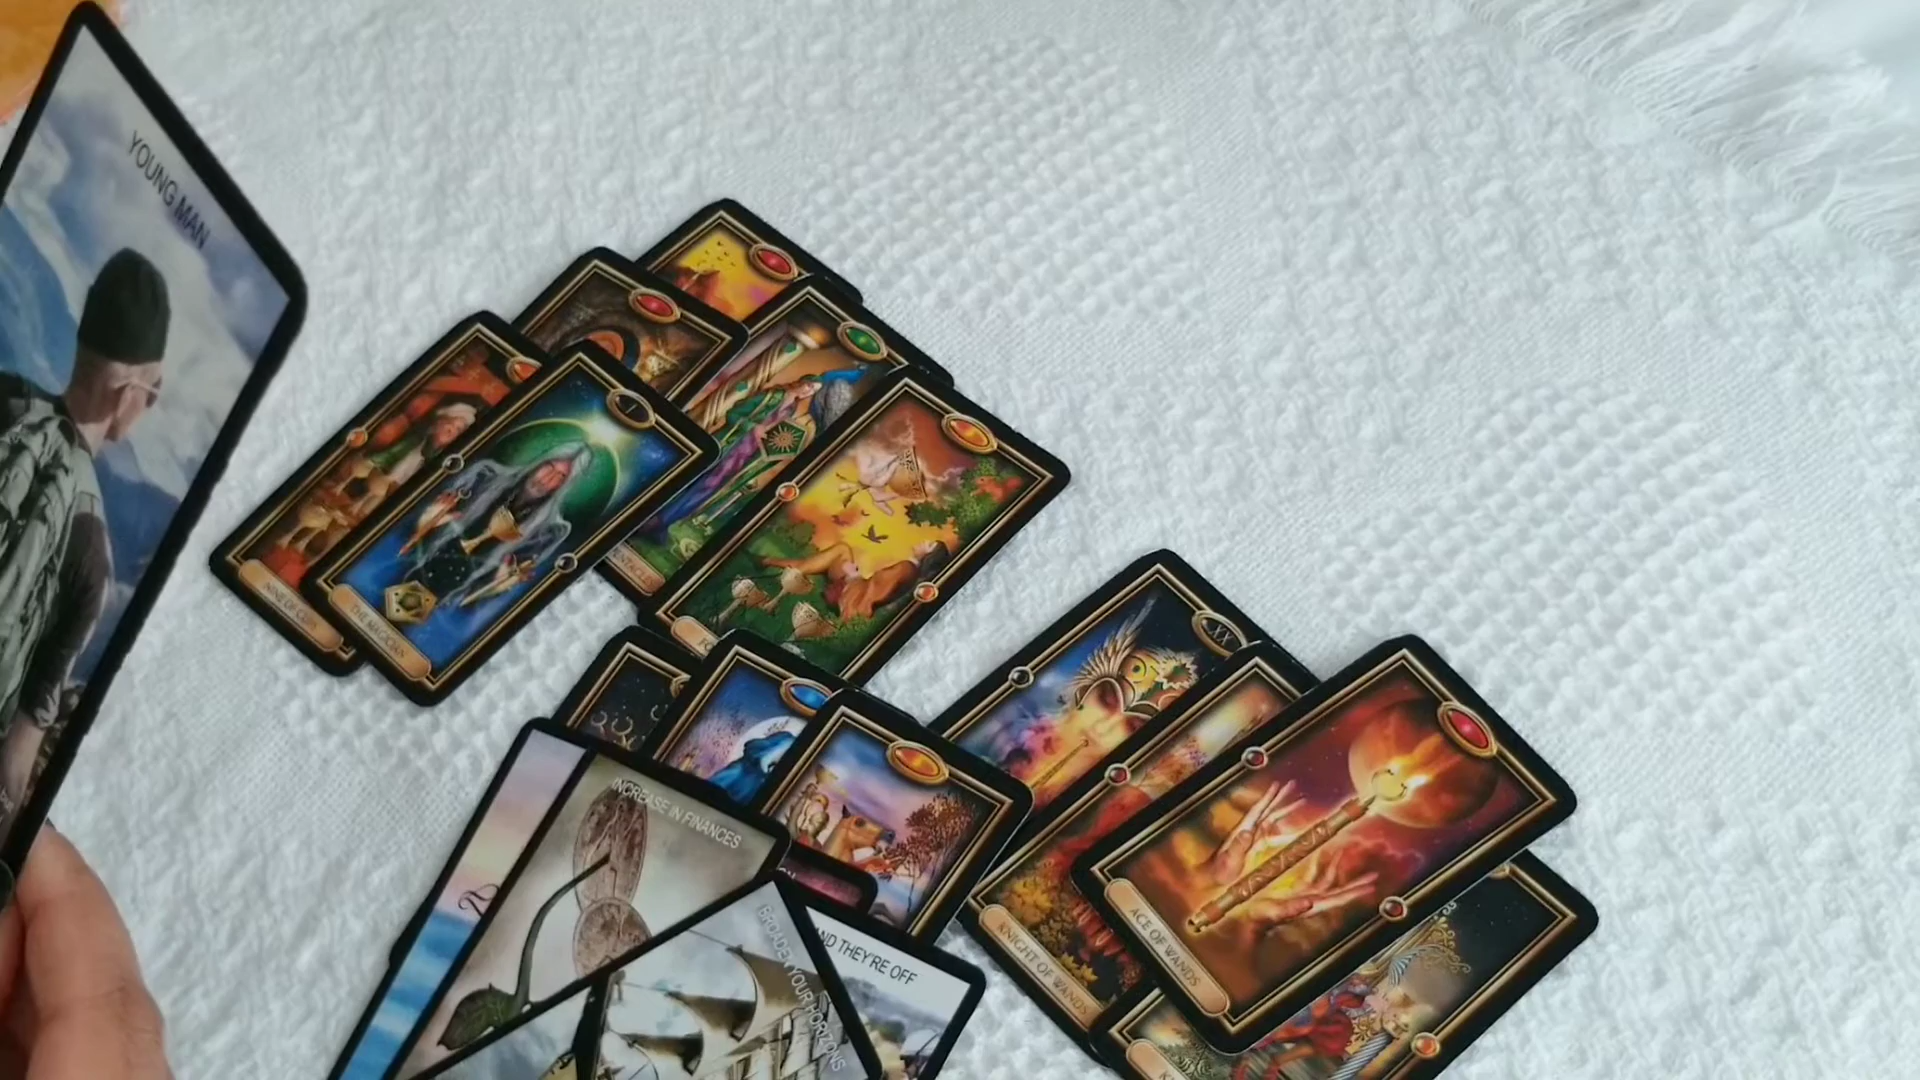 YOUNG MAN
NINE OF CUPS
THE MAGICIAN
I
XX
INCREASE IN FINANCES
BROADEN YOUR HORIZONS
AND THEY'RE OFF
KNIGHT OF WANDS
ACE OF WANDS